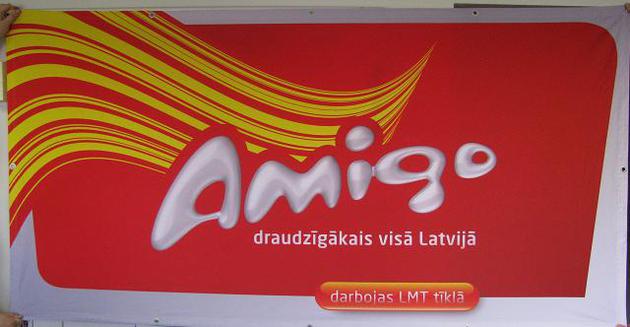 Amigo
draudzīgākais visā Latvijā
darbojas LMT tīklā